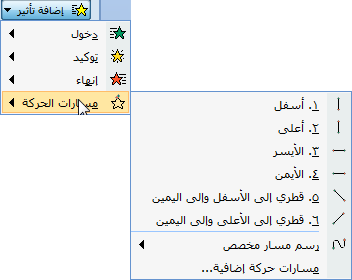 إضافة تأثير
دخول
توكيد
إنهاء
مسارات الحركة
١. أسفل
٢. أعلى
٣. الأيسر
٤. الأيمن
٥. قطري إلى الأسفل وإلى اليمين
٦. قطري إلى الأعلى وإلى اليمين
رسم مسار مخصص
مسارات حركة إضافية...